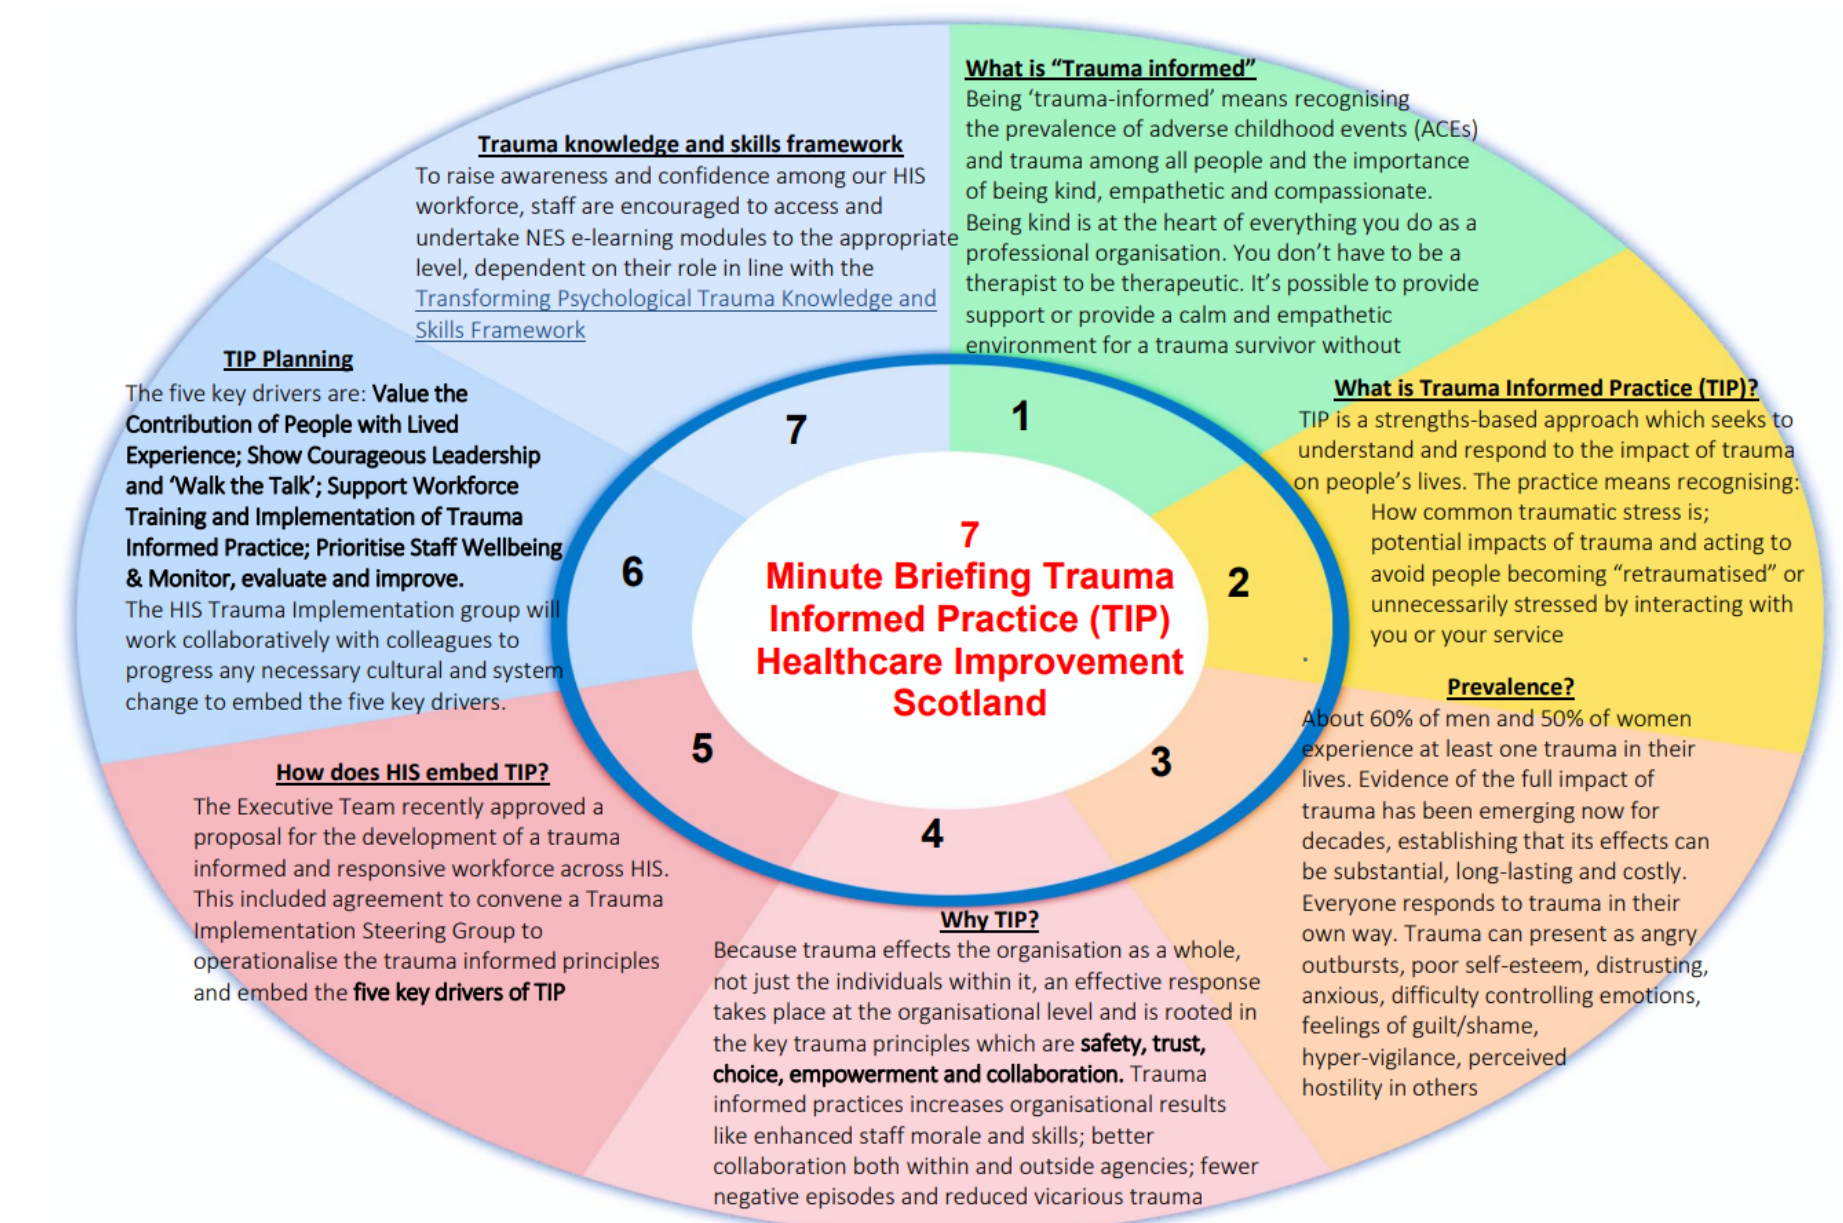 What is “Trauma informed”
Being ‘trauma-informed’ means recognising
the prevalence of adverse childhood events (ACEs)
and trauma among all people and the importance
of being kind, empathetic and compassionate.
Being kind is at the heart of everything you do as a
professional organisation. You don’t have to be a
therapist to be therapeutic. It’s possible to provide
support or provide a calm and empathetic
environment for a trauma survivor without
What is Trauma Informed Practice (TIP)?
TIP is a strengths-based approach which seeks to
understand and respond to the impact of trauma
on people’s lives. The practice means recognising:
How common traumatic stress is;
potential impacts of trauma and acting to
avoid people becoming “retraumatised” or
unnecessarily stressed by interacting with
you or your service
.
Prevalence?
About 60% of men and 50% of women
experience at least one trauma in their
lives. Evidence of the full impact of
trauma has been emerging now for
decades, establishing that its effects can
be substantial, long-lasting and costly.
Everyone responds to trauma in their
own way. Trauma can present as angry
outbursts, poor self-esteem, distrusting,
anxious, difficulty controlling emotions,
feelings of guilt/shame,
hyper-vigilance, perceived
hostility in others
Why TIP?
Because trauma effects the organisation as a whole,
not just the individuals within it, an effective response
takes place at the organisational level and is rooted in
the key trauma principles which are safety, trust,
choice, empowerment and collaboration. Trauma
informed practices increases organisational results
like enhanced staff morale and skills; better
collaboration both within and outside agencies; fewer
negative episodes and reduced vicarious trauma
How does HIS embed TIP?
The Executive Team recently approved a
proposal for the development of a trauma
informed and responsive workforce across HIS.
This included agreement to convene a Trauma
Implementation Steering Group to
operationalise the trauma informed principles
and embed the five key drivers of TIP
TIP Planning
The five key drivers are: Value the
Contribution of People with Lived
Experience; Show Courageous Leadership
and ‘Walk the Talk’; Support Workforce
Training and Implementation of Trauma
Informed Practice; Prioritise Staff Wellbeing
& Monitor, evaluate and improve.
The HIS Trauma Implementation group will
work collaboratively with colleagues to
progress any necessary cultural and system
change to embed the five key drivers.
Trauma knowledge and skills framework
To raise awareness and confidence among our HIS
workforce, staff are encouraged to access and
undertake NES e-learning modules to the appropriate
level, dependent on their role in line with the
Transforming Psychological Trauma Knowledge and
Skills Framework
1
2
3
4
5
6
7
7
Minute Briefing Trauma
Informed Practice (TIP)
Healthcare Improvement
Scotland